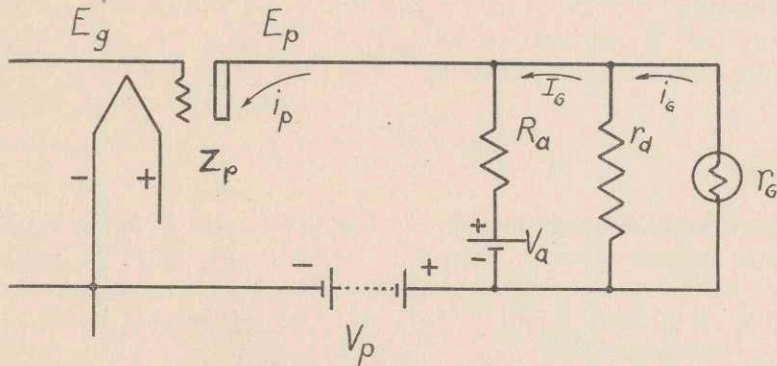 E_g E_p
i_p I_G i_G
Z_p R_a r_d r_G
- +
+ V_a
-
- +
V_p